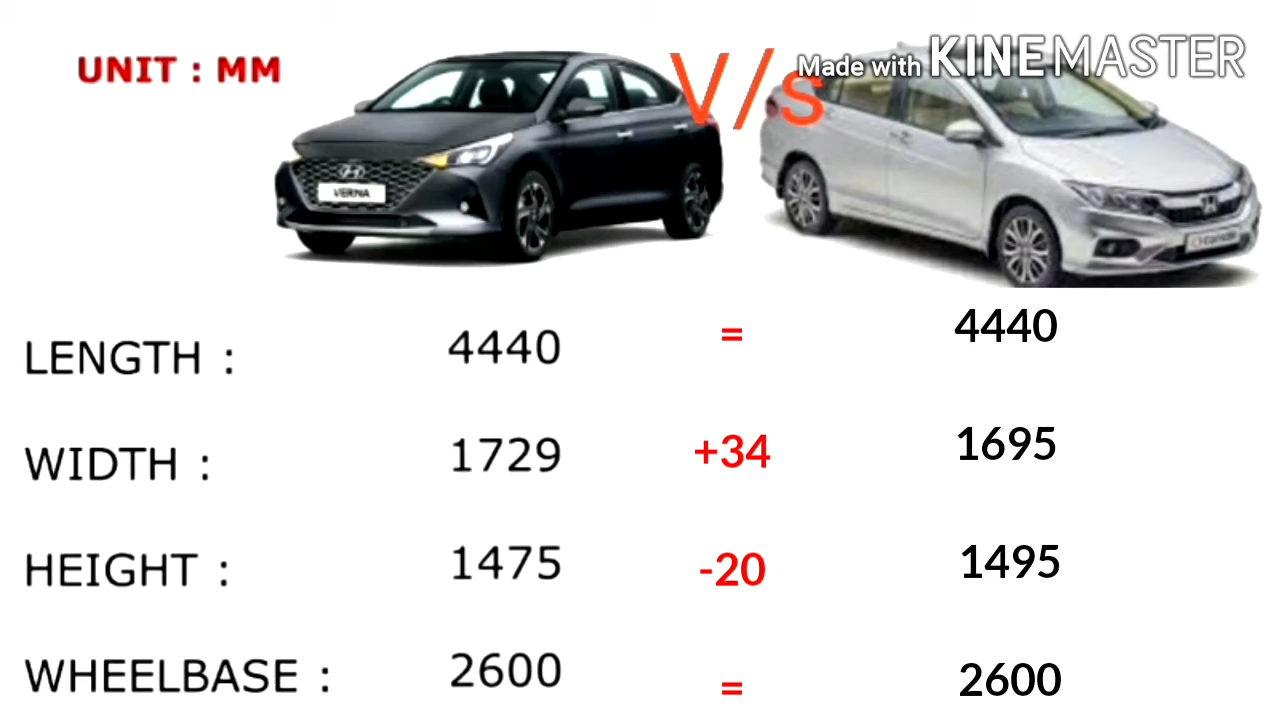 UNIT : MM
V/s
Made with KINEMASTER
VERNA
LENGTH : 4440 = 4440
WIDTH : 1729 +34 1695
HEIGHT : 1475 -20 1495
WHEELBASE : 2600 = 2600